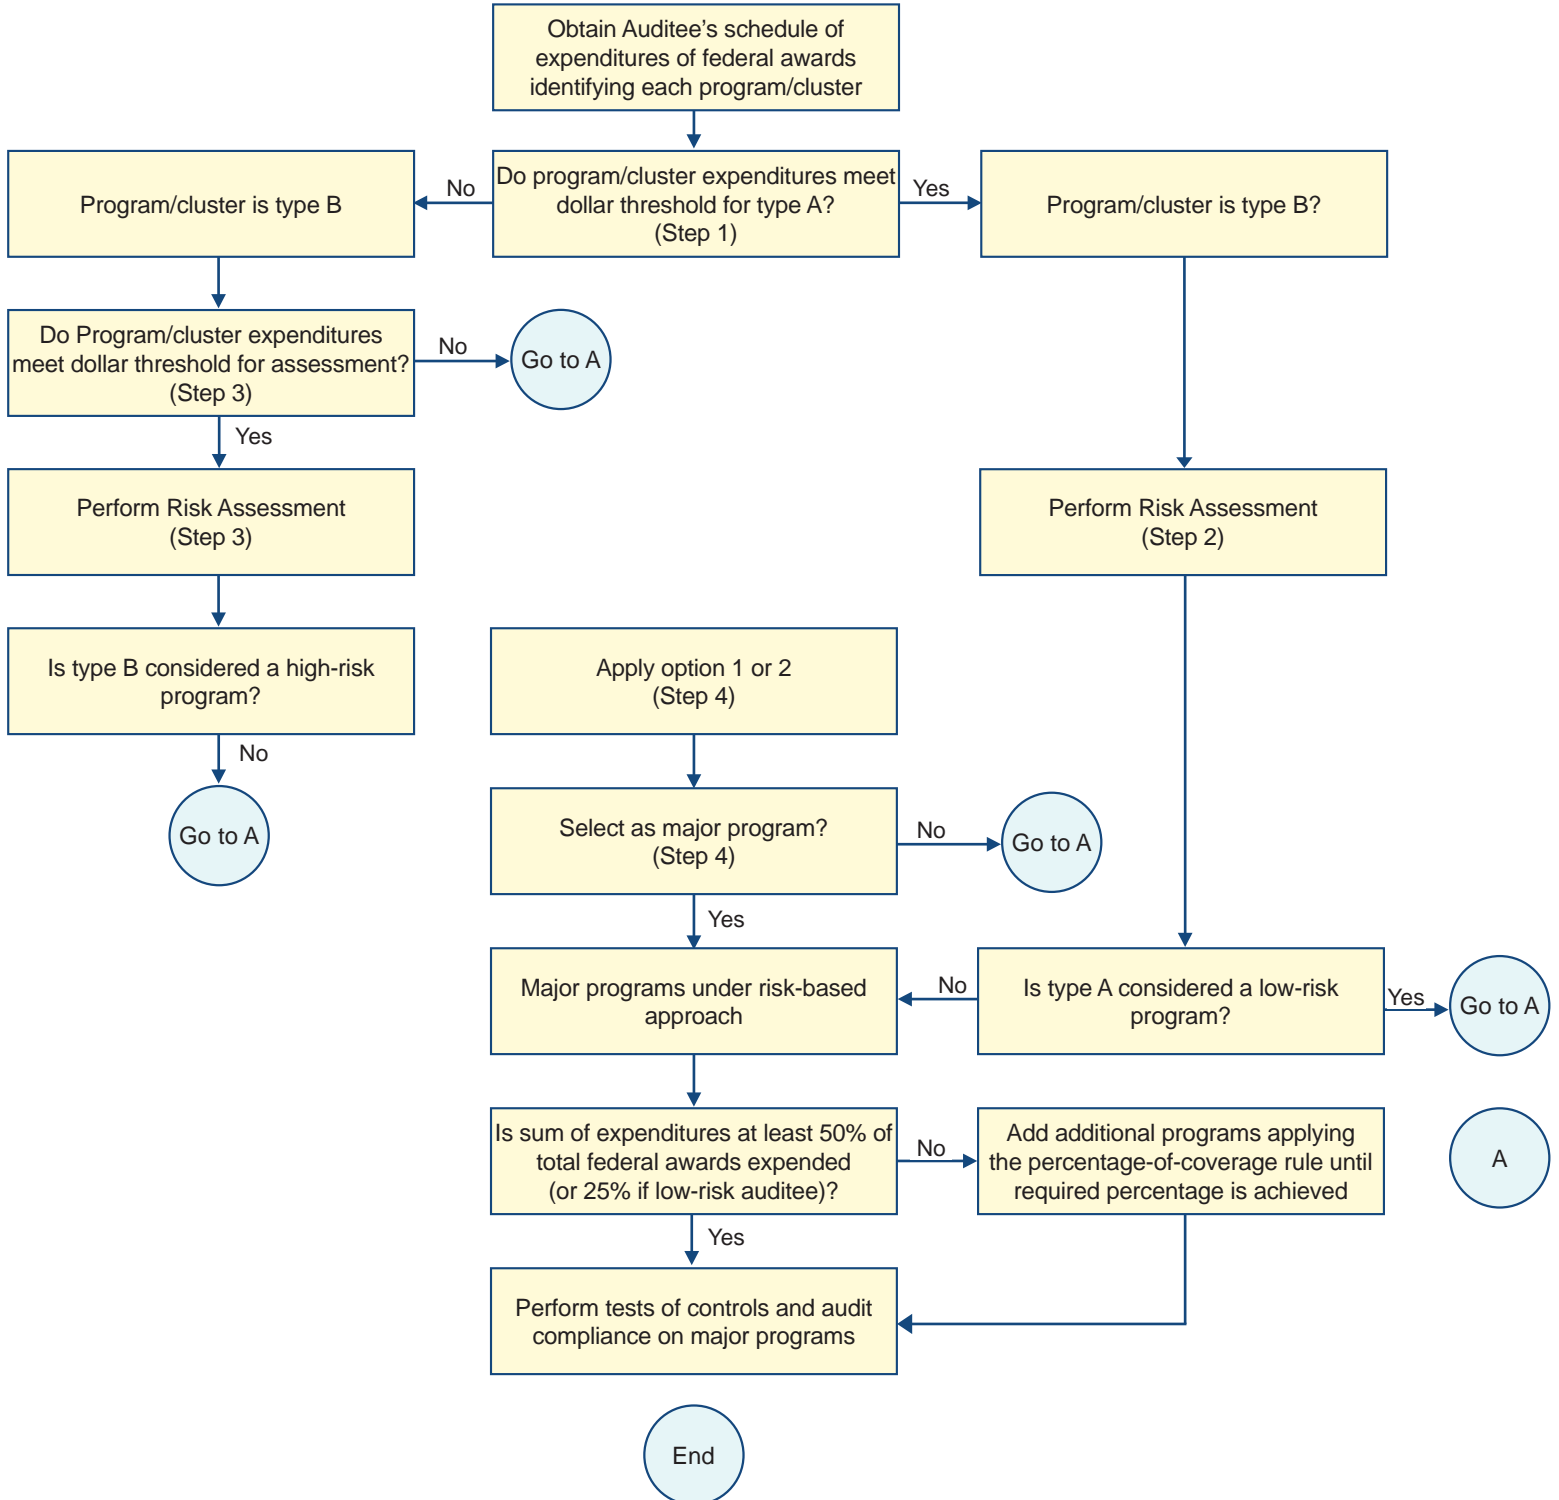 Obtain Auditee's schedule of
expenditures of federal awards
identifying each program/cluster
Program/cluster is type B
No
Do program/cluster expenditures meet
dollar threshold for type A?
(Step 1)
Yes
Program/cluster is type B?
Do Program/cluster expenditures
meet dollar threshold for assessment?
(Step 3)
No
Go to A
Yes
Perform Risk Assessment
(Step 3)
Perform Risk Assessment
(Step 2)
Is type B considered a high-risk
program?
Apply option 1 or 2
(Step 4)
No
Go to A
Select as major program?
(Step 4)
No
Go to A
Yes
Major programs under risk-based
approach
No
Is type A considered a low-risk
program?
Yes
Go to A
Is sum of expenditures at least 50% of
total federal awards expended
(or 25% if low-risk auditee)?
No
Add additional programs applying
the percentage-of-coverage rule until
required percentage is achieved
A
Yes
Perform tests of controls and audit
compliance on major programs
End